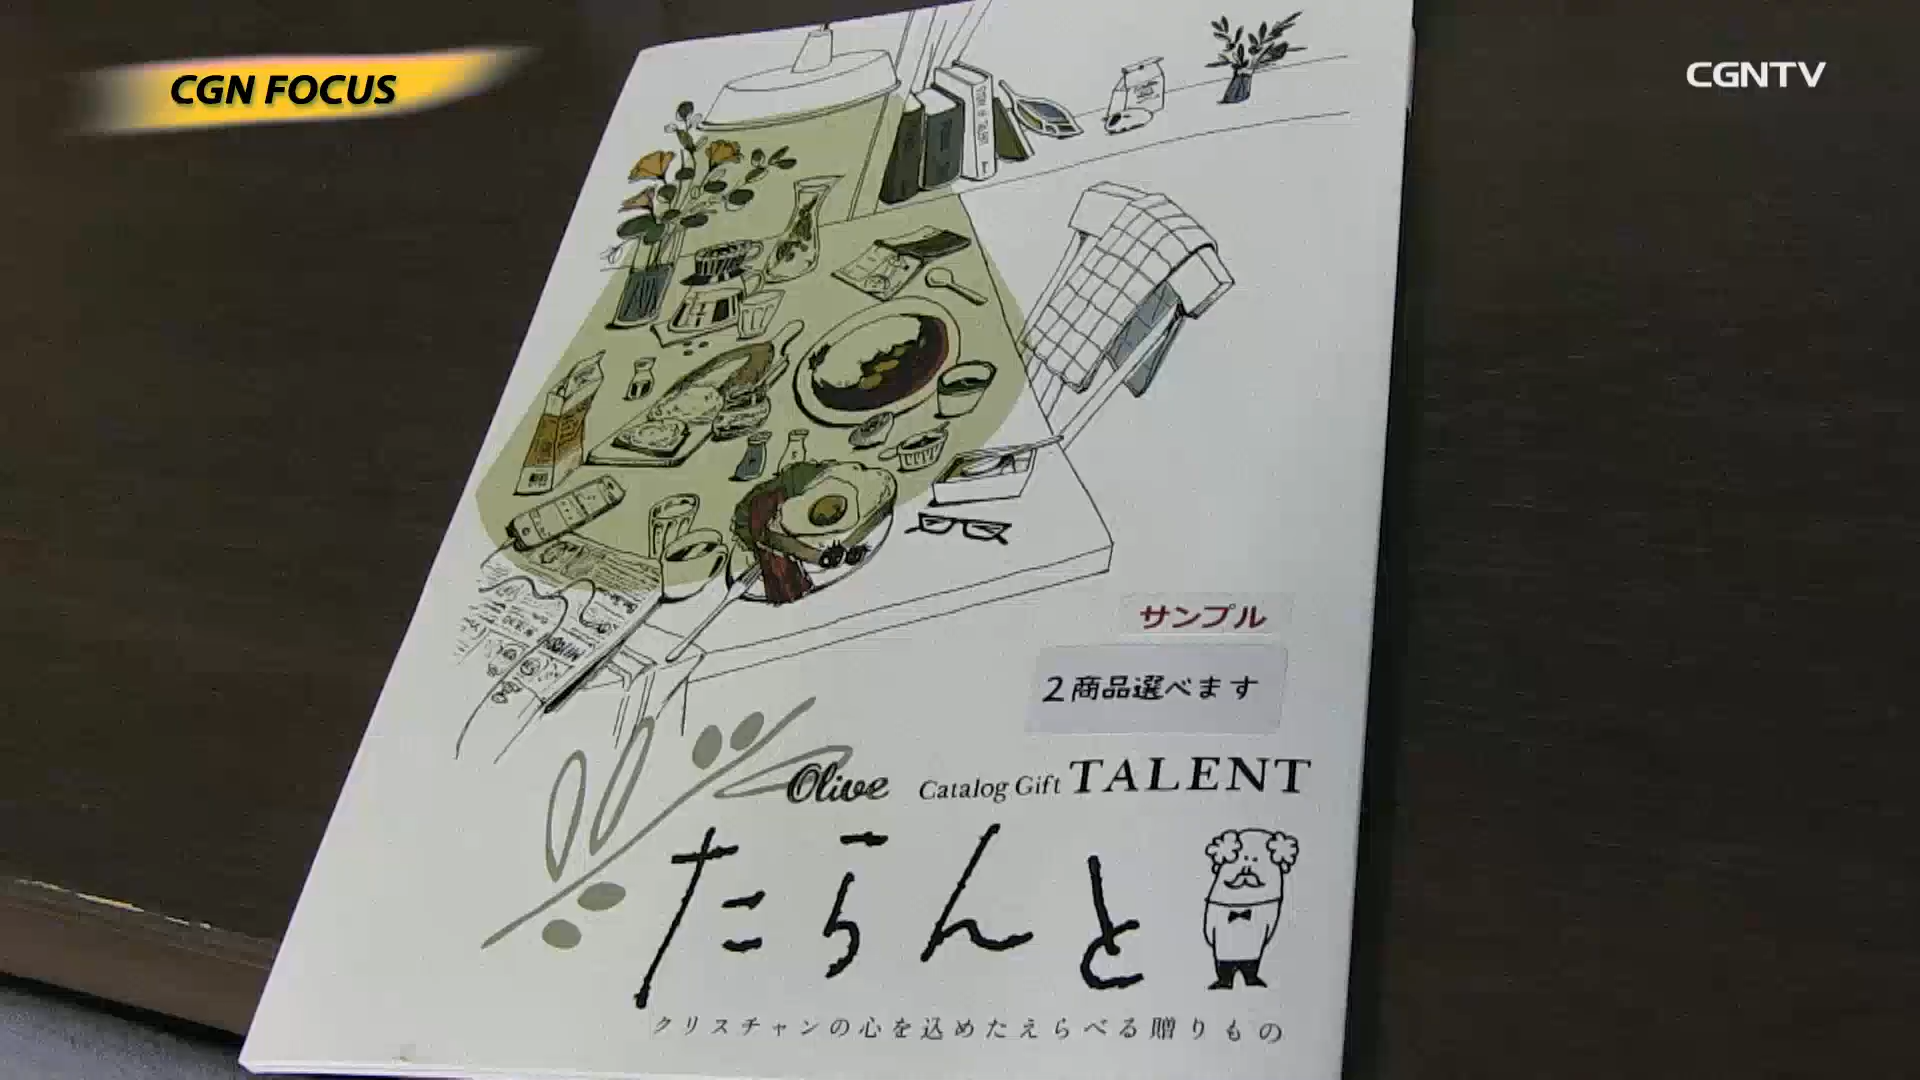 CGN FOCUS
CGNTV
サンプル
2商品選べます
Olive Catalog Gift TALENT
たらんと
クリスチャンの心を込めたえらべる贈りもの